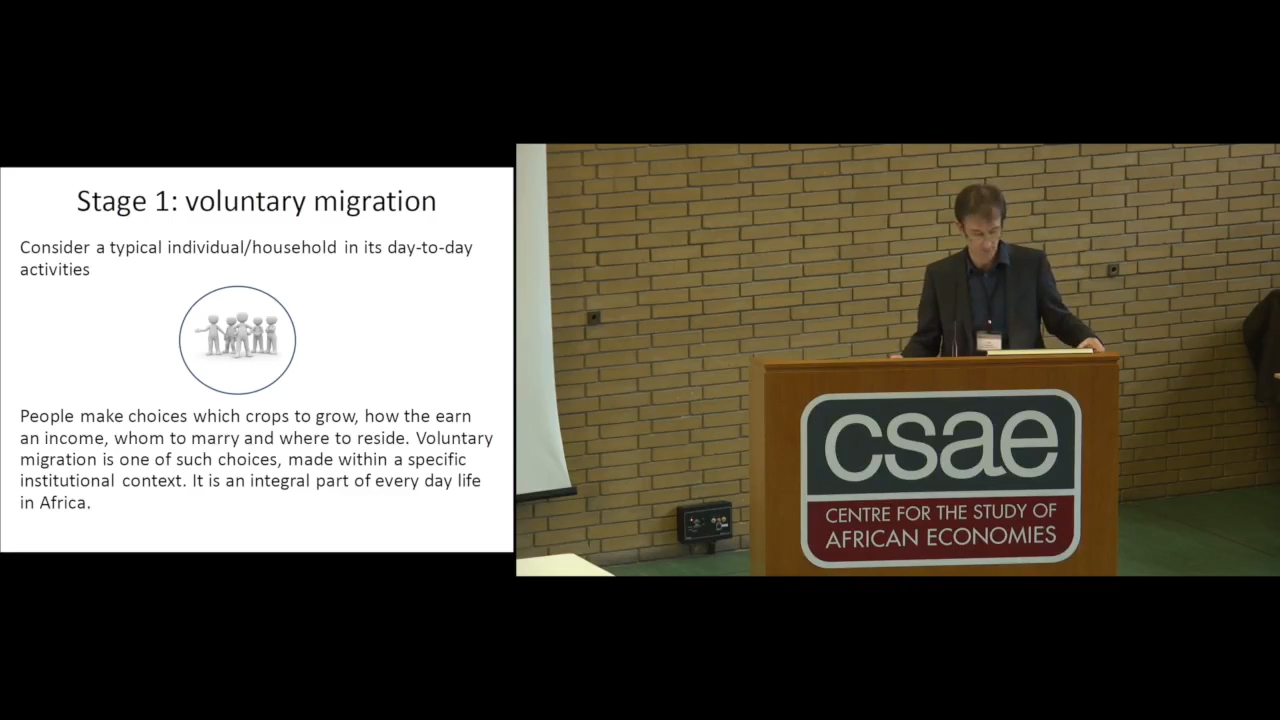 Stage 1: voluntary migration
Consider a typical individual/household in its day-to-day
activities
People make choices which crops to grow, how the earn
an income, whom to marry and where to reside. Voluntary
migration is one of such choices, made within a specific
institutional context. It is an integral part of every day life
in Africa.
csae
CENTRE FOR THE STUDY OF
AFRICAN ECONOMIES